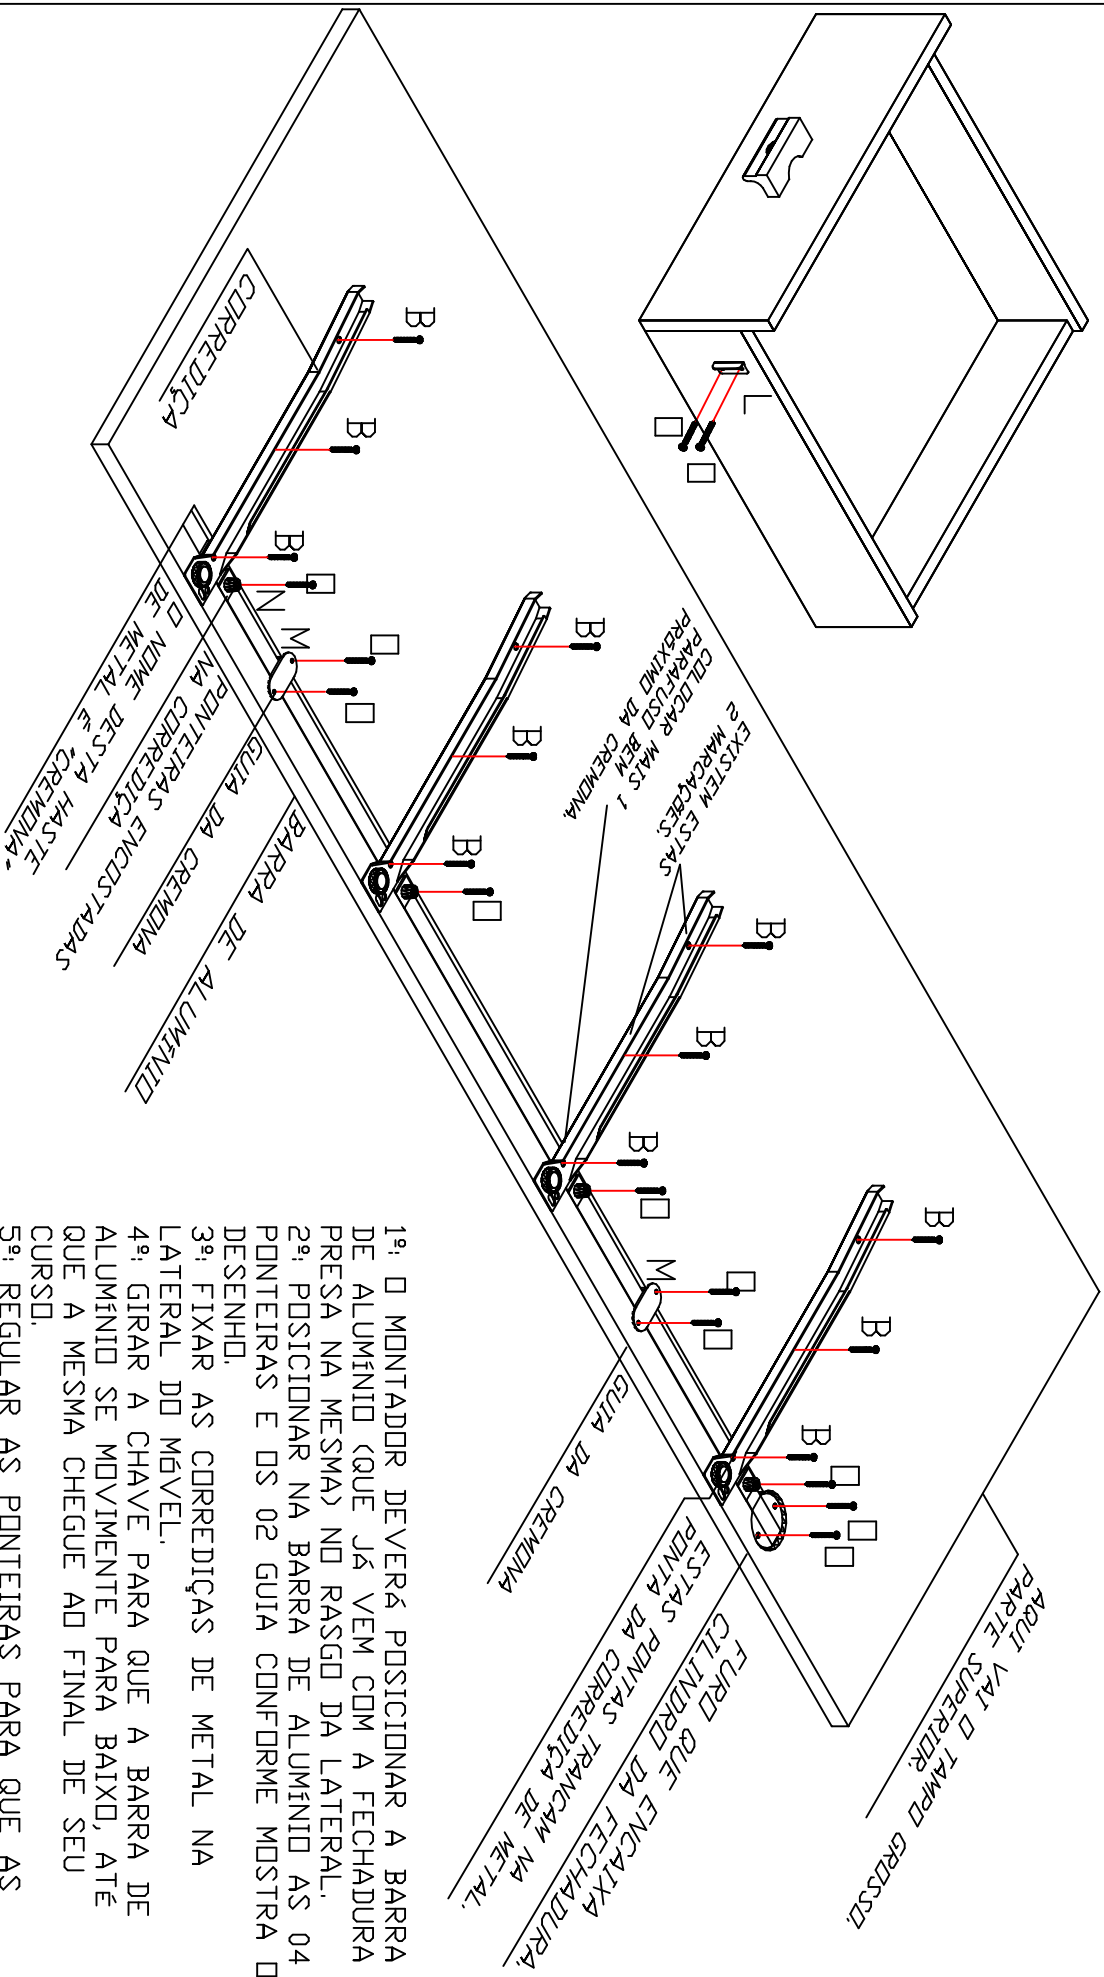 L
O
O
B
B
B
O
N
M
O
O
B
B
B
O
B
B
B
O
M
O
O
B
B
B
O
O
O
CORREDIÇA
O NOME DESTA HASTE
DE METAL É "CREMONA"
PONTEIRAS ENCOSTADAS
NA CORREDIÇA
GUIA DA CREMONA
BARRA DE ALUMÍNIO
COLOCAR MAIS 1
PARAFUSO BEM
PRÓXIMO DA CREMONA.
EXISTEM ESTAS
2 MARCAÇÕES.
GUIA DA CREMONA
ESTAS PONTAS TRANCAM NA
PONTA DA CORREDIÇA DE METAL.
FURO QUE ENCAIXA
CILINDRO DA FECHADURA.
AQUI VAI O TAMPO GROSSO.
PARTE SUPERIOR.
1º: O MONTADOR DEVERÁ POSICIONAR A BARRA
DE ALUMÍNIO (QUE JÁ VEM COM A FECHADURA
PRESA NA MESMA) NO RASGO DA LATERAL.
2º: POSICIONAR NA BARRA DE ALUMÍNIO AS 04
PONTEIRAS E OS 02 GUIA CONFORME MOSTRA O
DESENHO.
3º: FIXAR AS CORREDIÇAS DE METAL NA
LATERAL DO MÓVEL.
4º: GIRAR A CHAVE PARA QUE A BARRA DE
ALUMÍNIO SE MOVIMENTE PARA BAIXO, ATÉ
QUE A MESMA CHEGUE AO FINAL DE SEU
CURSO.
5º: REGULAR AS PONTEIRAS PARA QUE AS